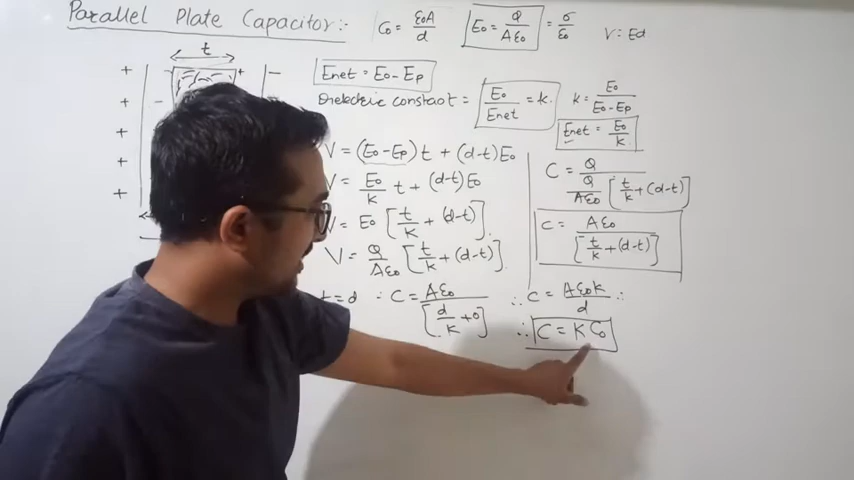 Parallel Plate Capacitor :-
C₀ = ε₀A/d
E₀ = Q/Aε₀ = σ/ε₀
V = Ed
t
+ - + -
+ -
+
+
+
Enet = E₀ - Ep
Dielectric constant = E₀/Enet = k.
k = E₀/E₀-Ep
Enet = E₀/k
V = (E₀-Ep)t + (d-t)E₀
V = E₀/k t + (d-t)E₀
V = E₀ [t/k + (d-t)]
V = Q/Aε₀ [t/k + (d-t)]
C = Q/Q/Aε₀ [t/k + (d-t)]
C = Aε₀/[t/k + (d-t)]
t=d ∴ C = Aε₀/[d/k + 0]
∴ C = Aε₀k/d
∴ C = K C₀